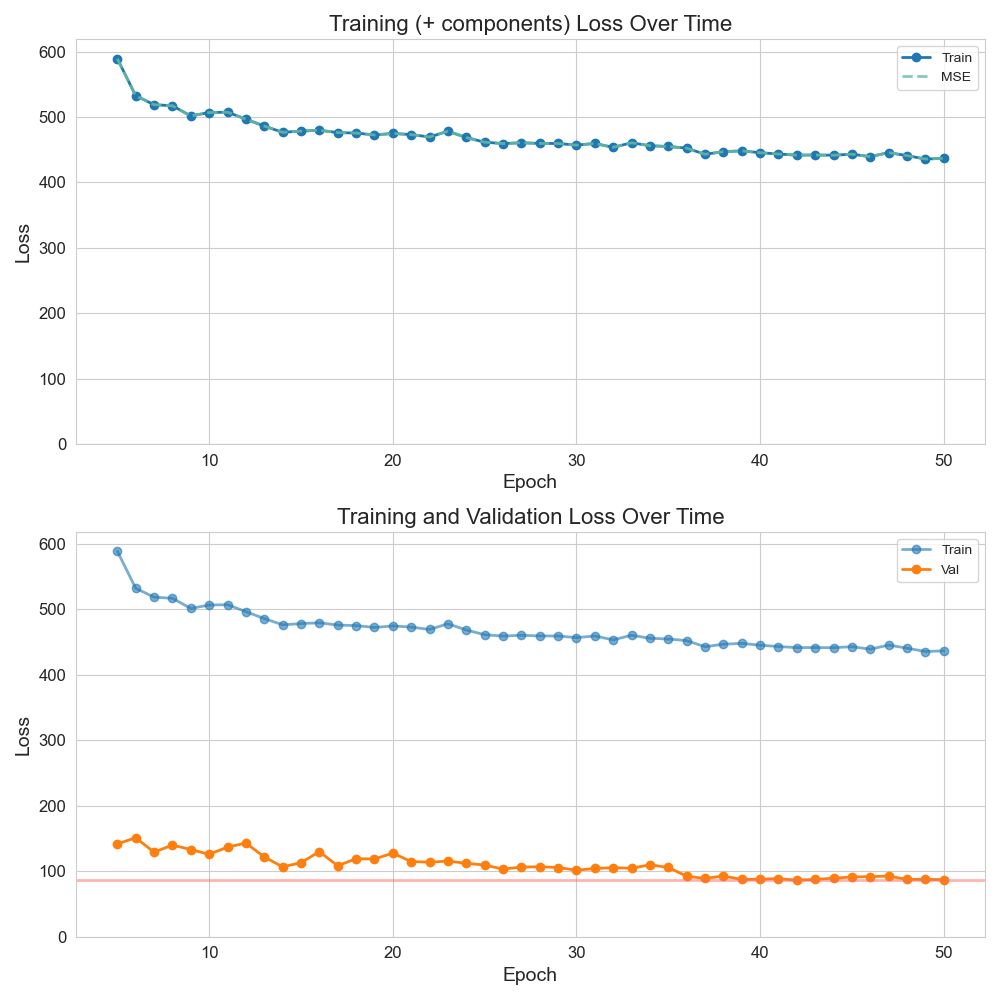 Training (+ components) Loss Over Time
Train
MSE
600
500
400
300
200
100
0
Loss
10 20 30 40 50
Epoch
Training and Validation Loss Over Time
Train
Val
600
500
400
300
200
100
0
Loss
10 20 30 40 50
Epoch